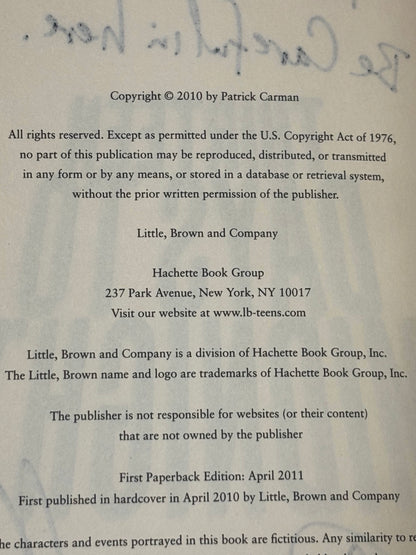 Be Careful in here.
Copyright © 2010 by Patrick Carman
All rights reserved. Except as permitted under the U.S. Copyright Act of 1976,
no part of this publication may be reproduced, distributed, or transmitted
in any form or by any means, or stored in a database or retrieval system,
without the prior written permission of the publisher.
Little, Brown and Company
Hachette Book Group
237 Park Avenue, New York, NY 10017
Visit our website at www.lb-teens.com
Little, Brown and Company is a division of Hachette Book Group, Inc.
The Little, Brown name and logo are trademarks of Hachette Book Group, Inc.
The publisher is not responsible for websites (or their content)
that are not owned by the publisher
First Paperback Edition: April 2011
First published in hardcover in April 2010 by Little, Brown and Company
he characters and events portrayed in this book are fictitious. Any similarity to re